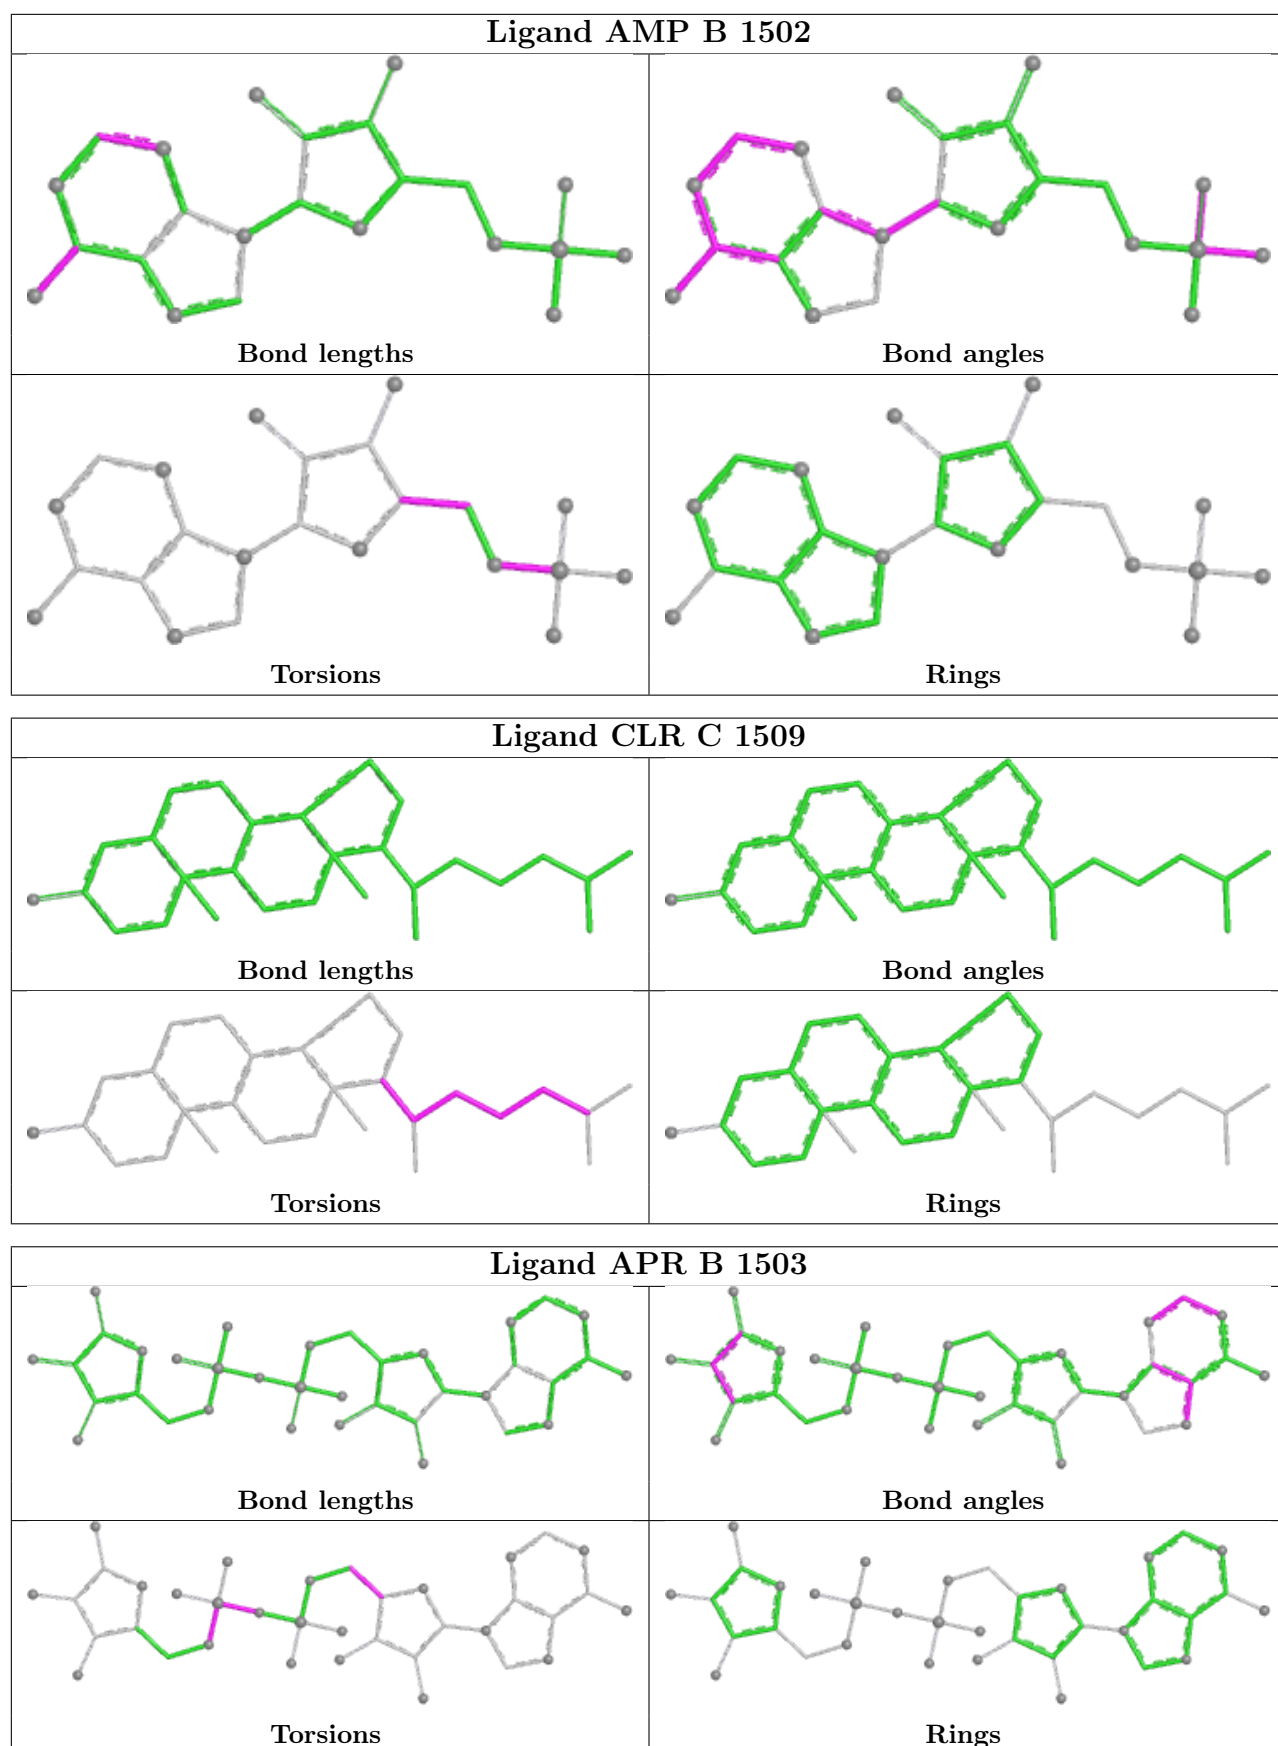 Ligand AMP B 1502
Bond lengths
Bond angles
Torsions
Rings
Ligand CLR C 1509
Bond lengths
Bond angles
Torsions
Rings
Ligand APR B 1503
Bond lengths
Bond angles
Torsions
Rings